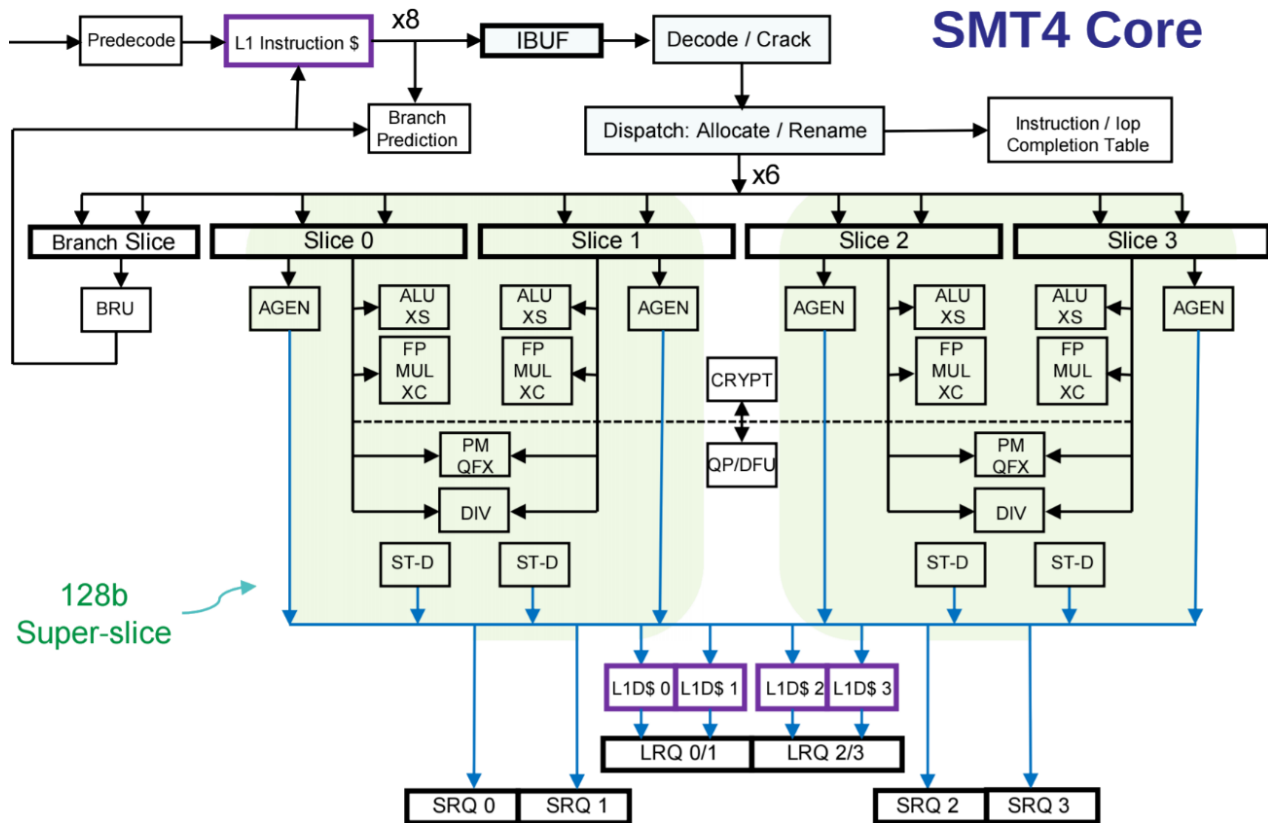 SMT4 Core
Predecode
L1 Instruction $
x8
IBUF
Decode / Crack
Branch
Prediction
Dispatch: Allocate / Rename
Instruction / Iop
Completion Table
x6
Branch Slice
Slice 0
Slice 1
Slice 2
Slice 3
BRU
AGEN
ALU
XS
ALU
XS
AGEN
AGEN
ALU
XS
ALU
XS
AGEN
FP
MUL
XC
FP
MUL
XC
CRYPT
FP
MUL
XC
FP
MUL
XC
PM
QFX
QP/DFU
PM
QFX
DIV
DIV
ST-D
ST-D
ST-D
ST-D
128b
Super-slice
L1D$ 0
L1D$ 1
L1D$ 2
L1D$ 3
LRQ 0/1
LRQ 2/3
SRQ 0
SRQ 1
SRQ 2
SRQ 3